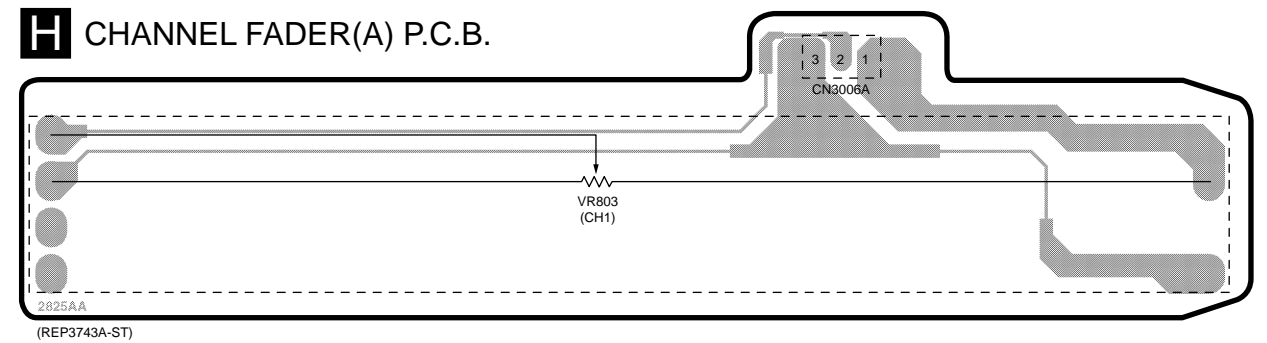 H CHANNEL FADER(A) P.C.B.
3 2 1
CN3006A
VR803
(CH1)
2825AA
(REP3743A-ST)